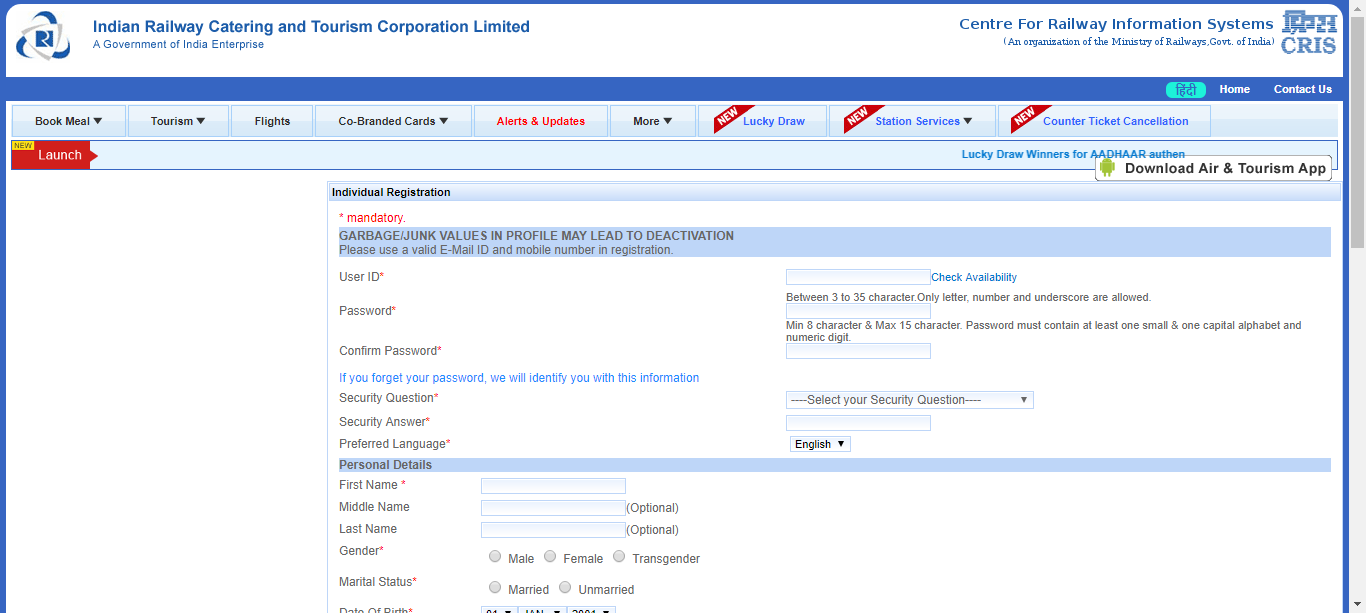 Indian Railway Catering and Tourism Corporation Limited
A Government of India Enterprise
Centre For Railway Information Systems
(An organization of the Ministry of Railways,Govt. of India)
क्रिस
CRIS
हिंदी Home Contact Us
Book Meal Tourism Flights Co-Branded Cards Alerts & Updates More NEW Lucky Draw NEW Station Services NEW Counter Ticket Cancellation
NEW
Launch
Lucky Draw Winners for AADHAAR authen
Download Air & Tourism App
Individual Registration
* mandatory.
GARBAGE/JUNK VALUES IN PROFILE MAY LEAD TO DEACTIVATION
Please use a valid E-Mail ID and mobile number in registration.
User ID* Check Availability
Between 3 to 35 character.Only letter, number and underscore are allowed.
Password*
Min 8 character & Max 15 character. Password must contain at least one small & one capital alphabet and
numeric digit.
Confirm Password*
If you forget your password, we will identify you with this information
Security Question* ----Select your Security Question----
Security Answer*
Preferred Language* English
Personal Details
First Name *
Middle Name (Optional)
Last Name (Optional)
Gender* Male Female Transgender
Marital Status* Married Unmarried
Date Of Birth* 01 JAN 2001